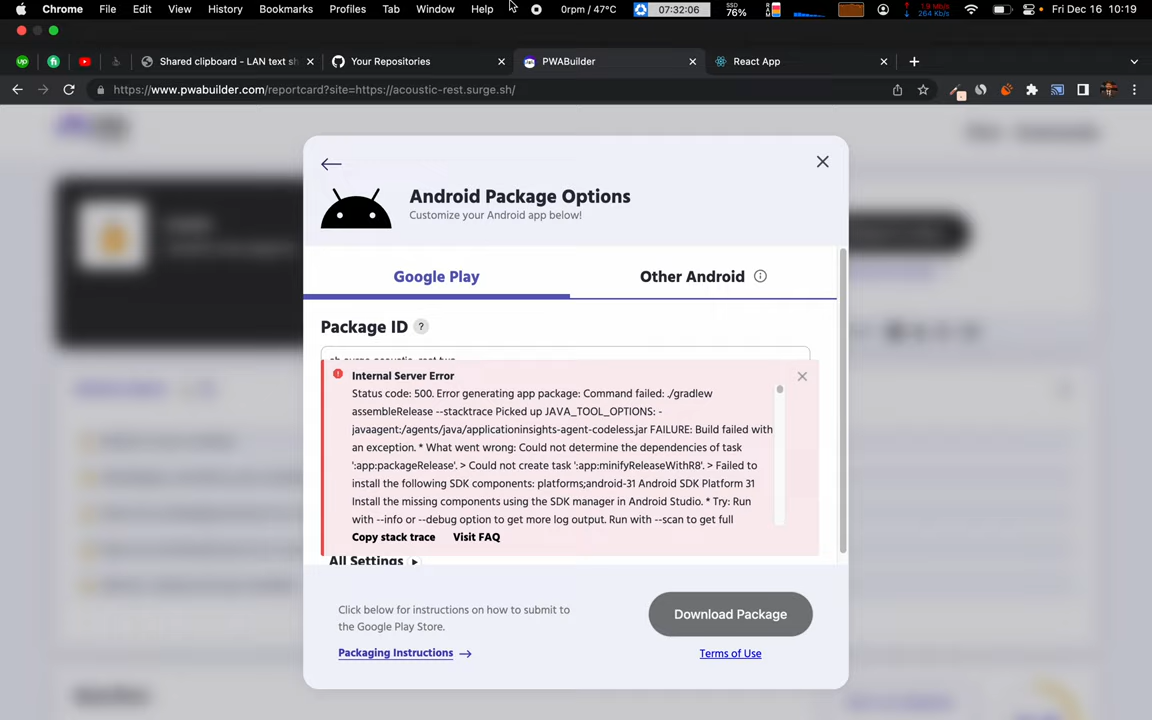 Chrome File Edit View History Bookmarks Profiles Tab Window Help 0rpm / 47°C 07:32:06 SSD 76% Fri Dec 16 10:19
Shared clipboard - LAN text sh Your Repositories PWABuilder React App
https://www.pwabuilder.com/reportcard?site=https://acoustic-rest.surge.sh/
Android Package Options
Customize your Android app below!
Google Play Other Android
Package ID ?
Internal Server Error
Status code: 500. Error generating app package: Command failed: ./gradlew
assembleRelease --stacktrace Picked up JAVA_TOOL_OPTIONS: -
javaagent:/agents/java/applicationinsights-agent-codeless.jar FAILURE: Build failed with
an exception. * What went wrong: Could not determine the dependencies of task
':app:packageRelease'. > Could not create task ':app:minifyReleaseWithR8'. > Failed to
install the following SDK components: platforms;android-31 Android SDK Platform 31
Install the missing components using the SDK manager in Android Studio. * Try: Run
with --info or --debug option to get more log output. Run with --scan to get full
Copy stack trace Visit FAQ
All Settings
Click below for instructions on how to submit to
the Google Play Store.
Packaging Instructions
Download Package
Terms of Use